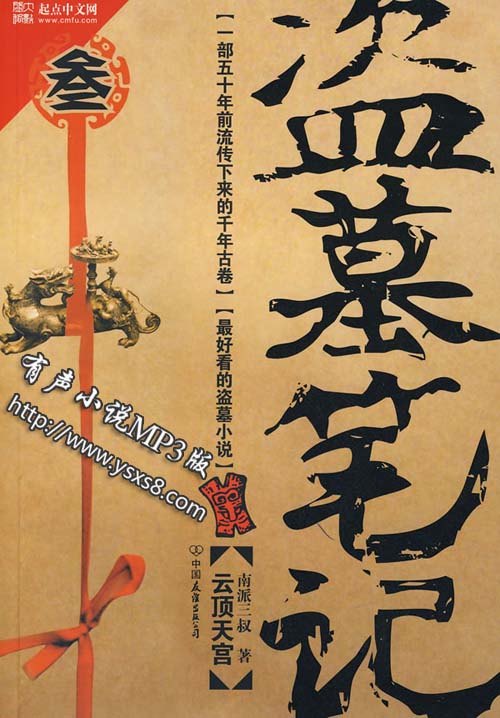 起点中文网
www.cmfu.com
叁
盗墓笔记
【一部五十年前流传下来的千年古卷】【最好看的盗墓小说】
有声小说MP3版
http://www.ysxs8.com
南派三叔 著
【云顶天宫】
中国友谊出版公司